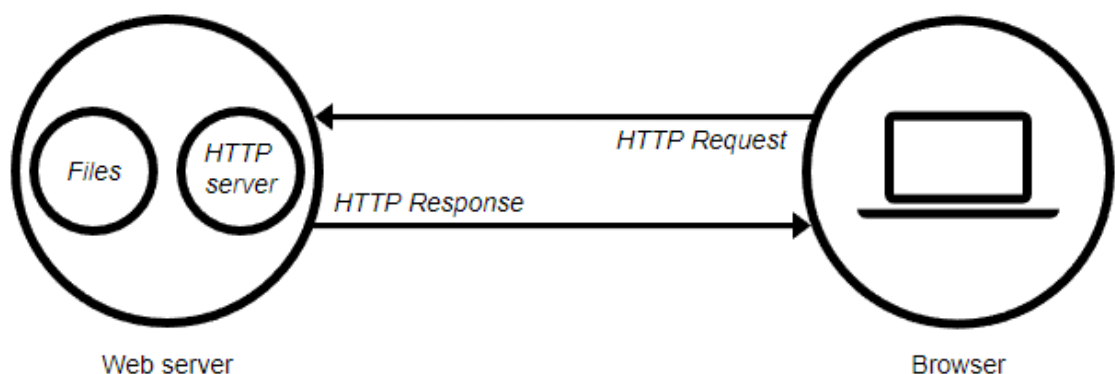 HTTP Request
Files
HTTP
server
HTTP Response
Web server
Browser